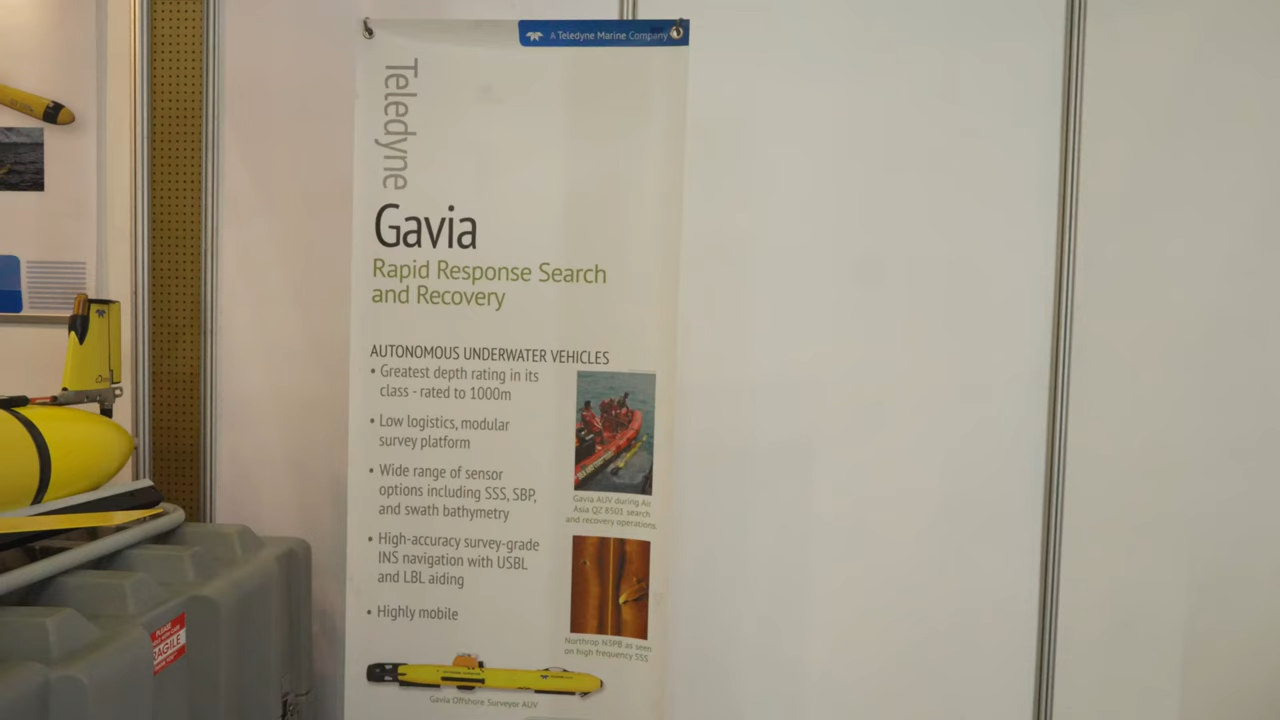 A Teledyne Marine Company
Teledyne
Gavia
Rapid Response Search
and Recovery
AUTONOMOUS UNDERWATER VEHICLES
• Greatest depth rating in its
class - rated to 1000m
• Low logistics, modular
survey platform
• Wide range of sensor
options including SSS, SBP,
and swath bathymetry
• High-accuracy survey-grade
INS navigation with USBL
and LBL aiding
• Highly mobile
Gavia AUV during Air
Asia QZ 8501 search
and recovery operations.
Northrop N3PB as seen
on high frequency SSS
Gavia Offshore Surveyor AUV
PLEASE
RAGILE